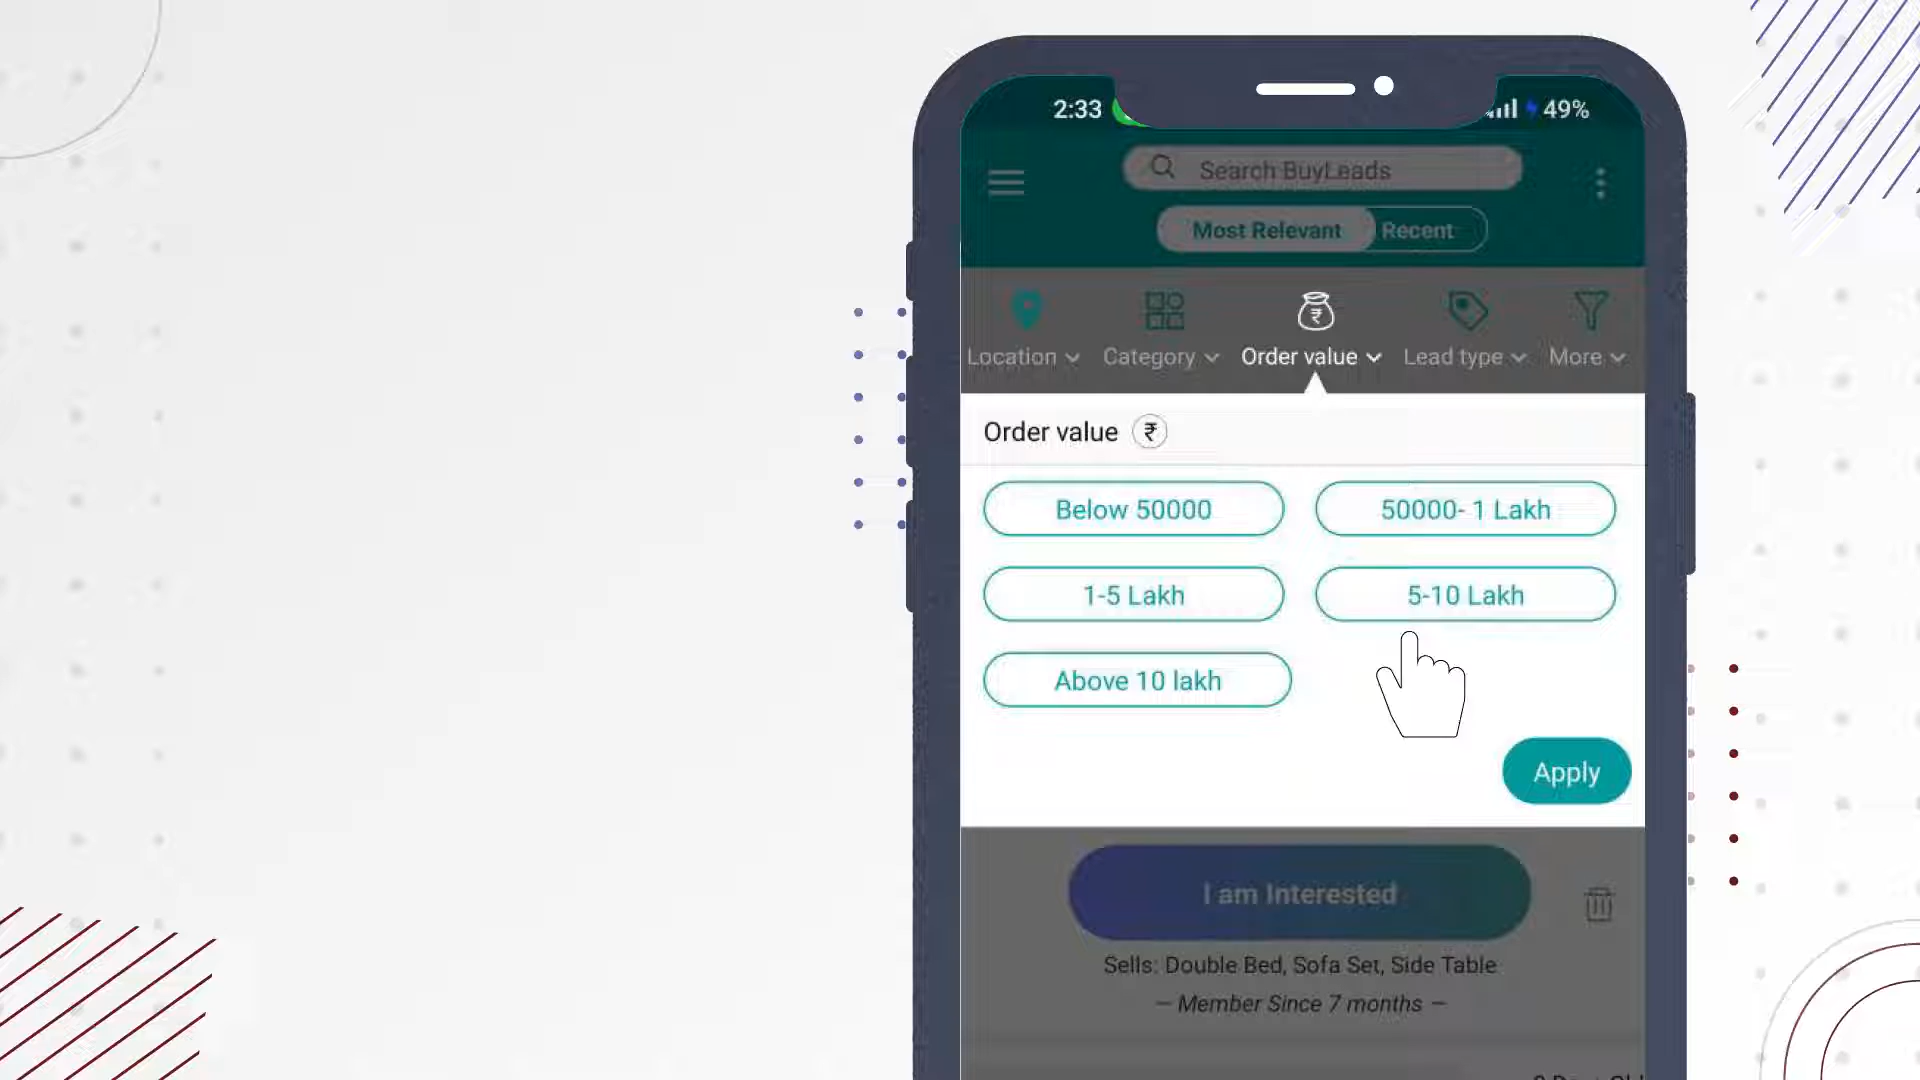 2:33 49%
Search BuyLeads
Most Relevant Recent
Location Category Order value Lead type More
Order value ₹
Below 50000 50000- 1 Lakh
1-5 Lakh 5-10 Lakh
Above 10 lakh
Apply
I am Interested
Sells: Double Bed, Sofa Set, Side Table
– Member Since 7 months –